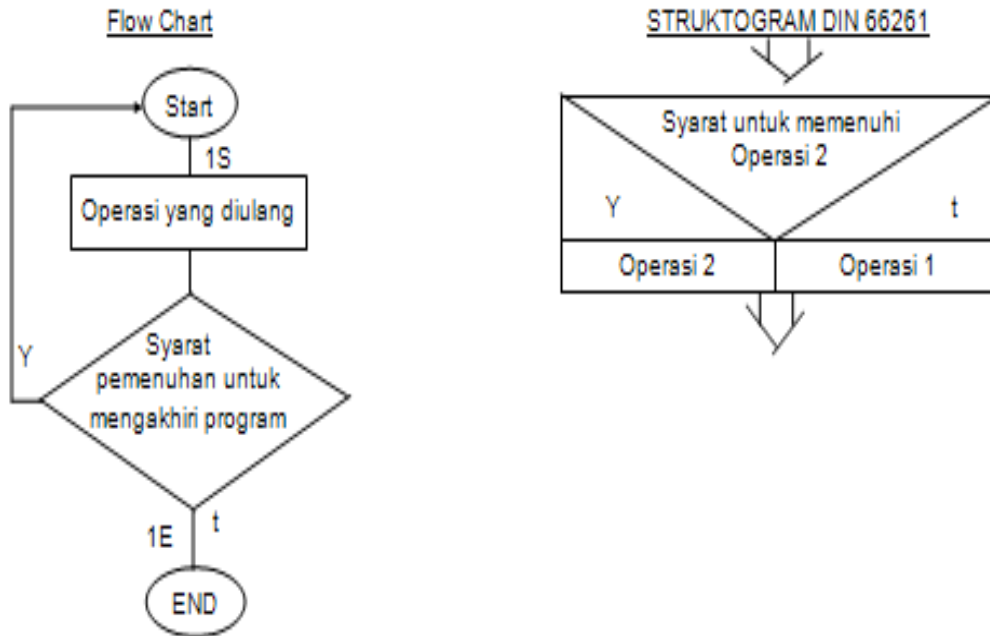 Flow Chart
Start
1S
Operasi yang diulang
Syarat
pemenuhan untuk
mengakhiri program
Y
t
1E
END
STRUKTOGRAM DIN 66261
Syarat untuk memenuhi
Operasi 2
Y
t
Operasi 2
Operasi 1